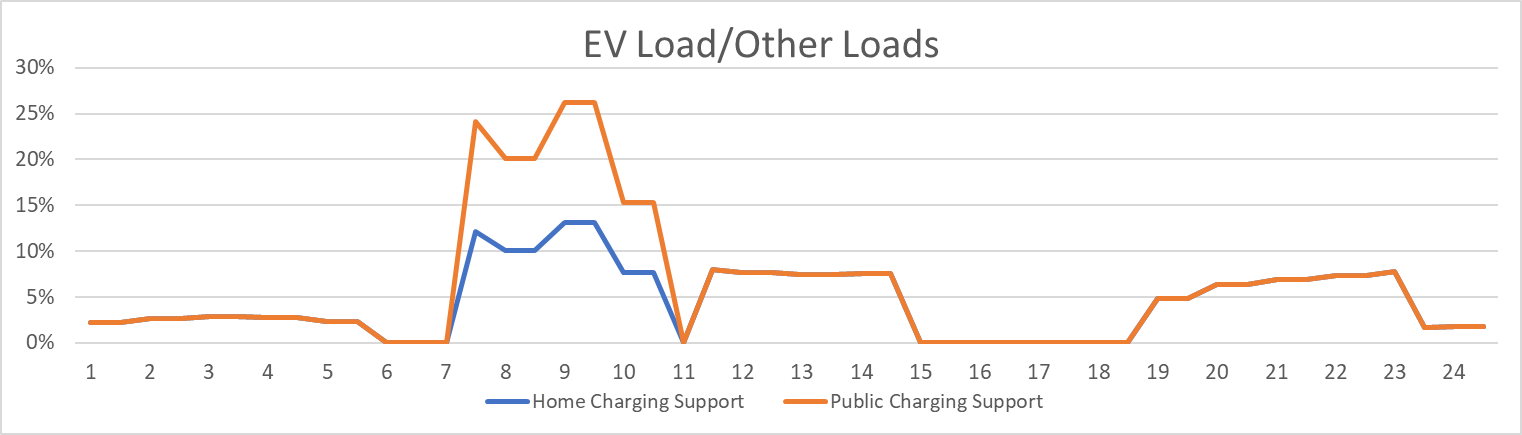 EV Load/Other Loads
30%
25%
20%
15%
10%
5%
0%
1 2 3 4 5 6 7 8 9 10 11 12 13 14 15 16 17 18 19 20 21 22 23 24
Home Charging Support Public Charging Support